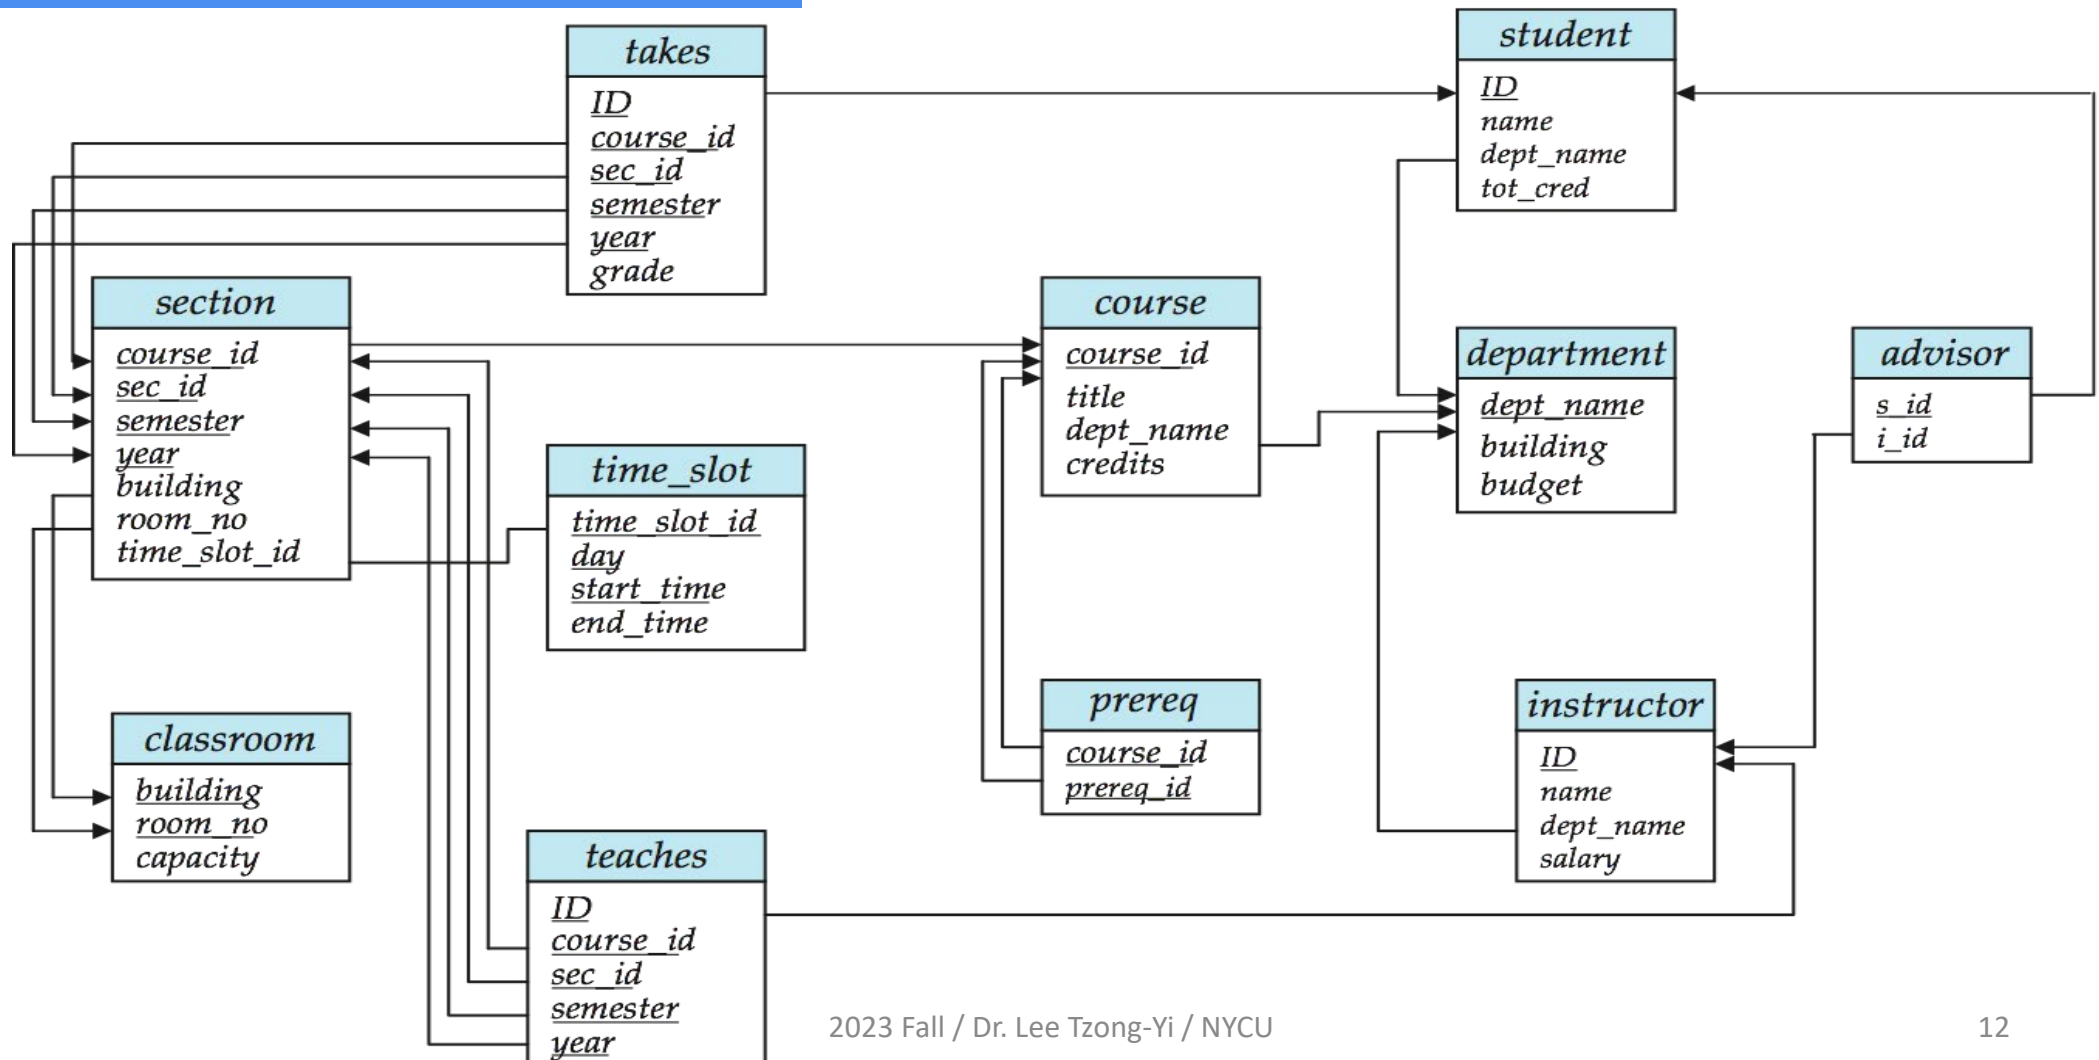 takes
ID
course_id
sec_id
semester
year
grade
student
ID
name
dept_name
tot_cred
section
course_id
sec_id
semester
year
building
room_no
time_slot_id
time_slot
time_slot_id
day
start_time
end_time
course
course_id
title
dept_name
credits
department
dept_name
building
budget
advisor
s_id
i_id
classroom
building
room_no
capacity
prereq
course_id
prereq_id
instructor
ID
name
dept_name
salary
teaches
ID
course_id
sec_id
semester
year
2023 Fall / Dr. Lee Tzong-Yi / NYCU
12